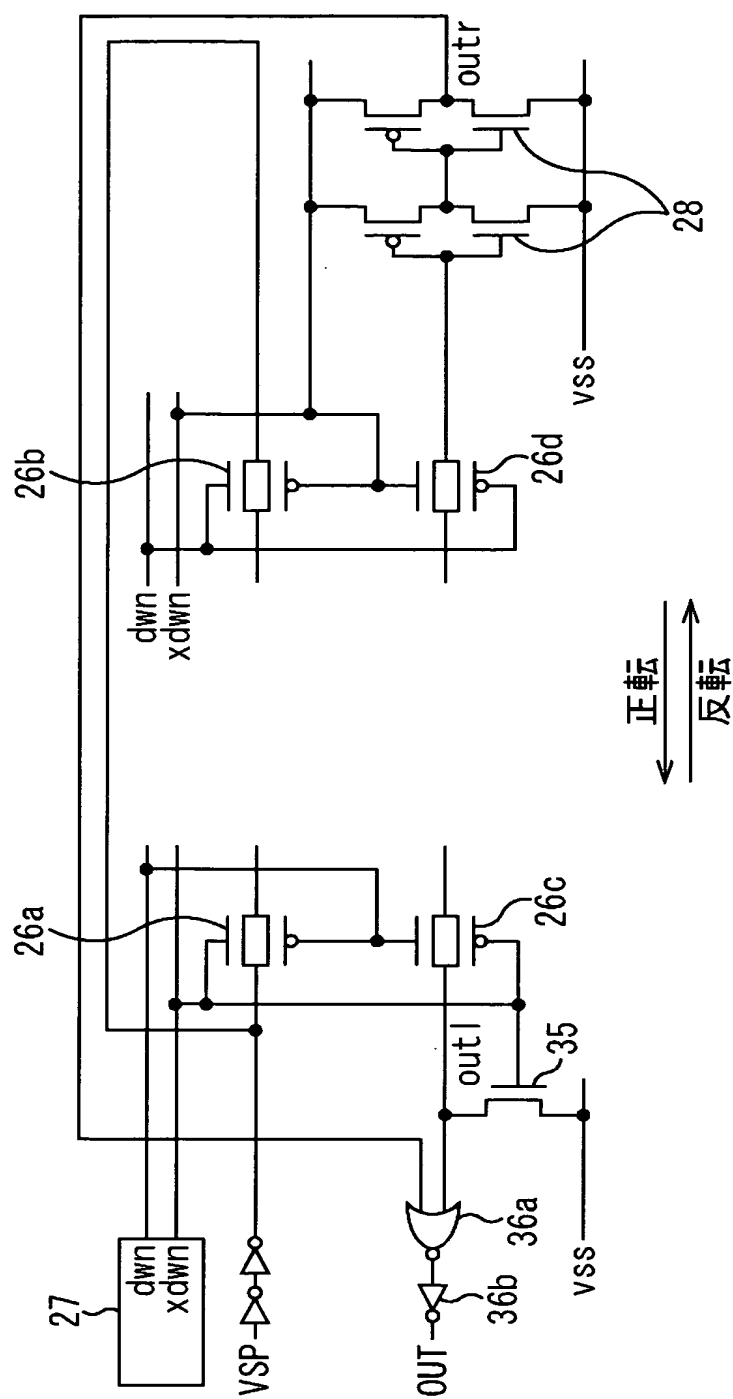 outr
28
vss
26b
26d
dwn
xdwn
正転
反転
26a
26c
outl
35
27
dwn
xdwn
VSP
36a
36b
OUT
vss